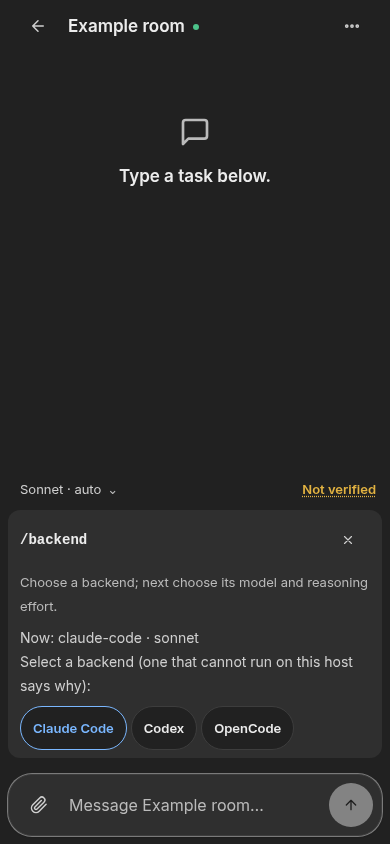 Example room
Type a task below.
Sonnet · auto
Not verified
/backend
Choose a backend; next choose its model and reasoning
effort.
Now: claude-code · sonnet
Select a backend (one that cannot run on this host
says why):
Claude Code
Codex
OpenCode
Message Example room...